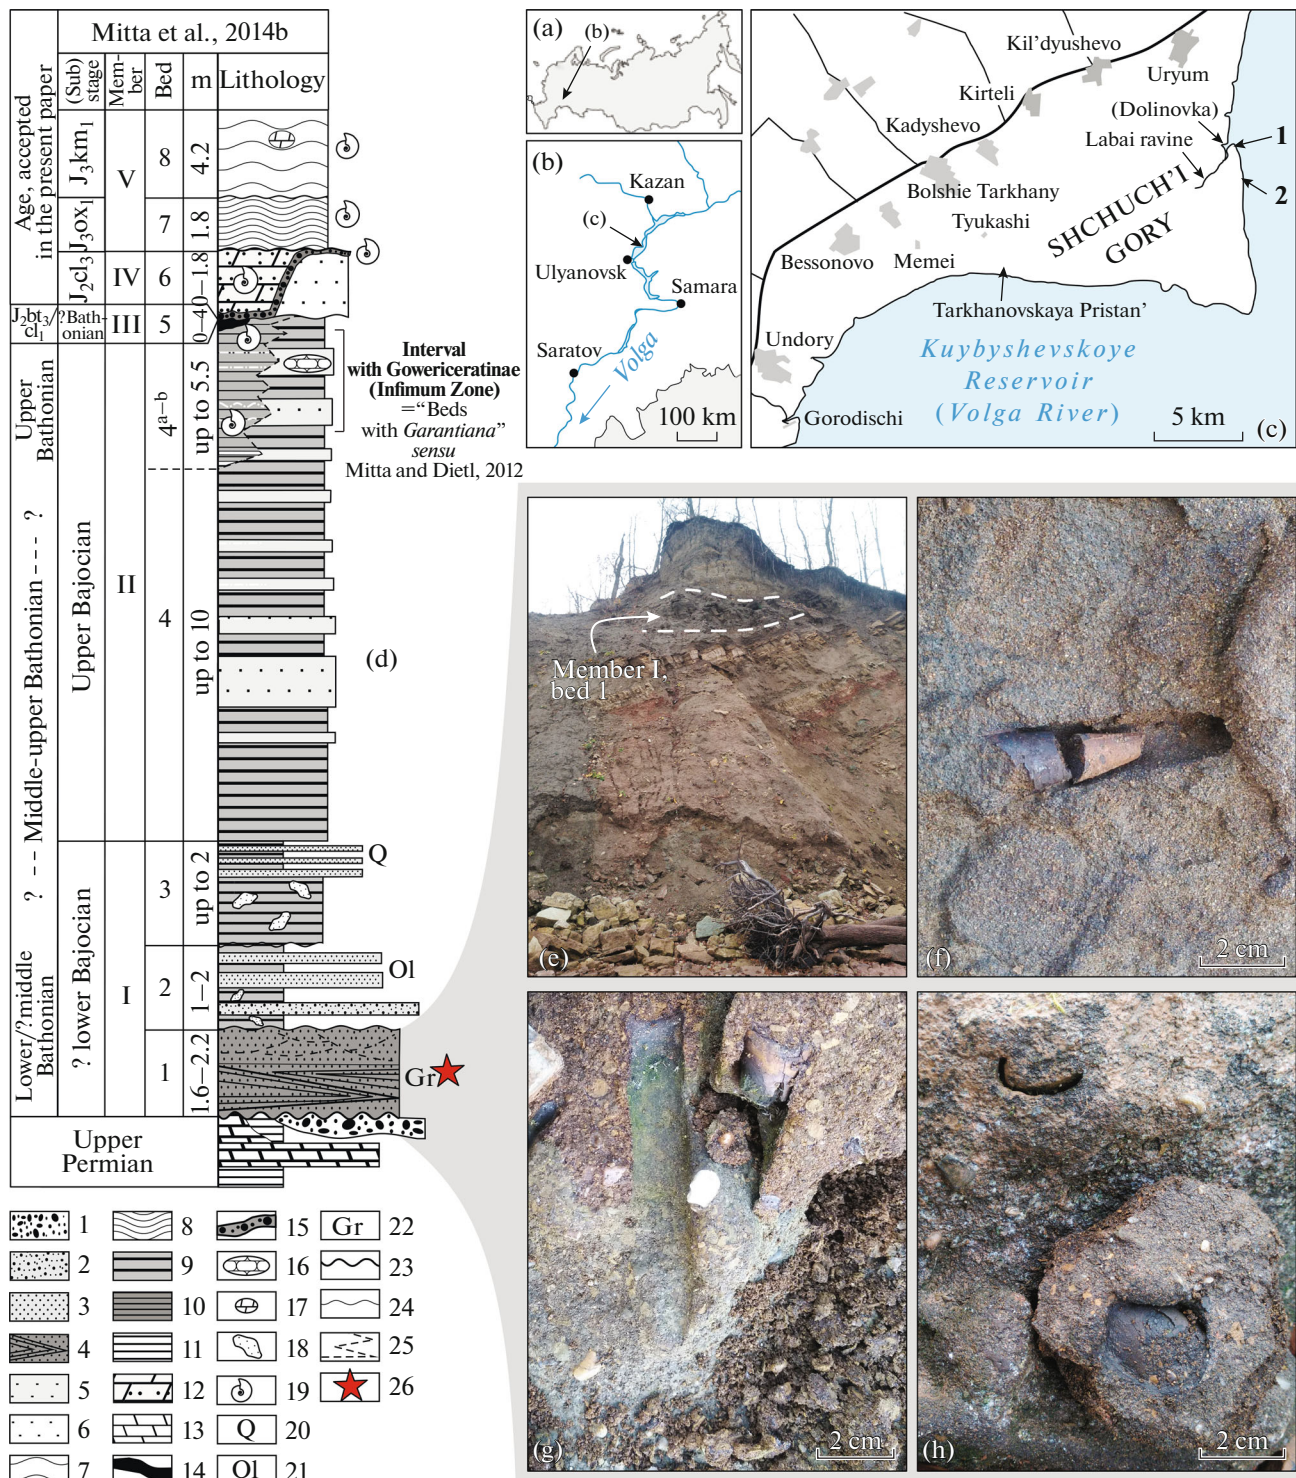 Mitta et al., 2014b
Age, accepted
in the present paper
(Sub)
stage
Mem-
ber
Bed
m
Lithology
J3km1
V
8
4.2
J3ox1
7
1.8
J2cl3
IV
6
0–1.8
J2bt3/
cl1
?Bath-
onian
III
5
0–40
Upper
Bathonian
4a–b
up to 5.5
Interval
with Gowericeratinae
(Infimum Zone)
="Beds
with Garantiana"
sensu
Mitta and Dietl, 2012
? -- Middle-upper Bathonian ---- ?
Upper Bajocian
II
4
up to 10
(d)
Lower/?middle
Bathonian
? lower Bajocian
I
3
up to 2
Q
2
1–2
Ol
1
1.6–2.2
Gr
Upper
Permian
1
2
3
4
5
6
7
8
9
10
11
12
13
14
15
16
17
18
19
Q 20
Ol 21
Gr 22
23
24
25
26
(a)
(b)
(b)
Kazan
(c)
Ulyanovsk
Samara
Saratov
Volga
100 km
Kil'dyushevo
Uryum
Kirteli
(Dolinovka)
Kadyshevo
Labai ravine
1
2
Bolshie Tarkhany
Tyukashi
SHCHUCH'I
GORY
Bessonovo
Memei
Tarkhanovskaya Pristan'
Undory
Kuybyshevskoye
Reservoir
(Volga River)
Gorodischi
5 km
(c)
Member I,
bed 1
(e)
2 cm
(f)
2 cm
(g)
2 cm
(h)